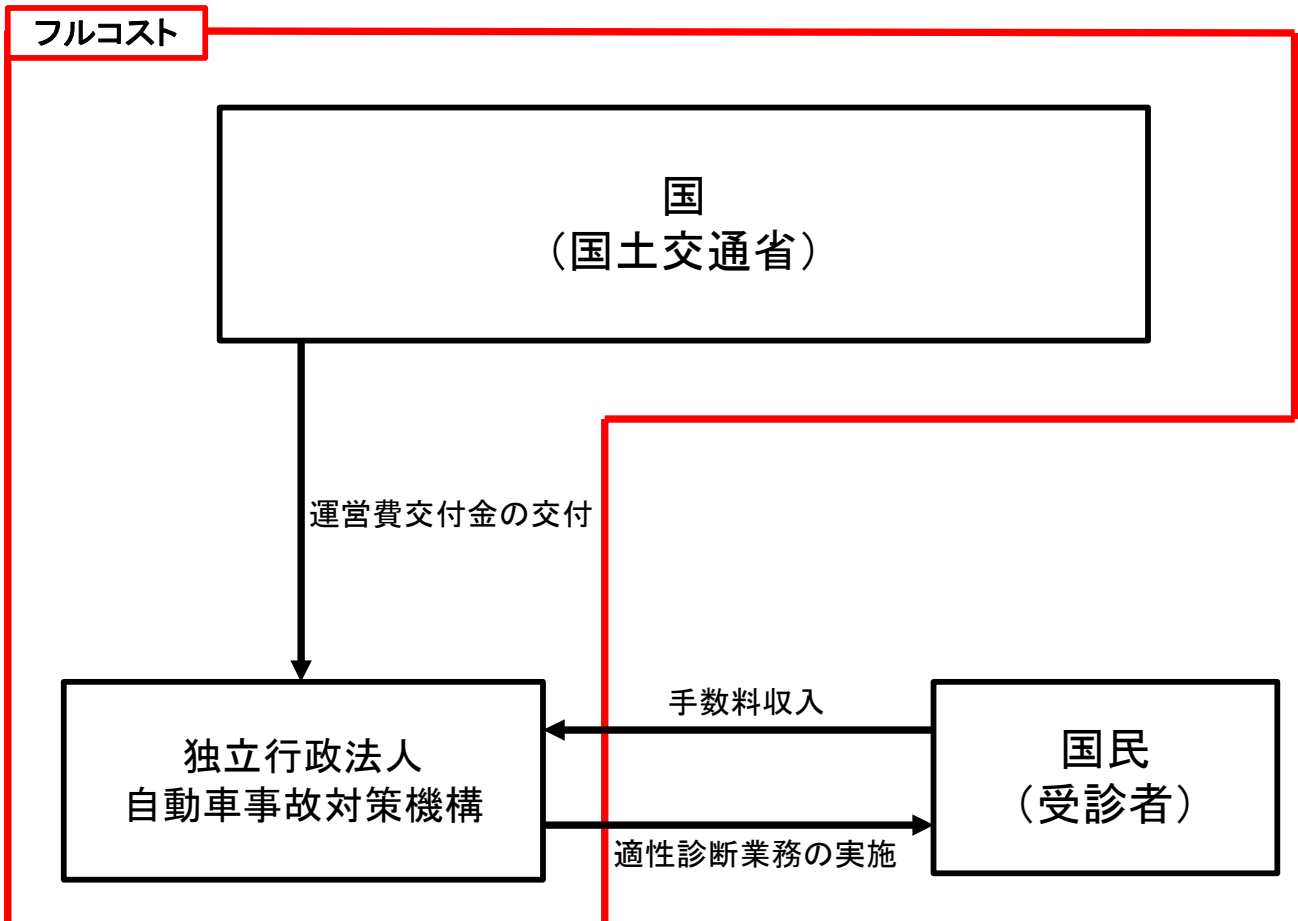 フルコスト
国
（国土交通省）
運営費交付金の交付
手数料収入
独立行政法人
自動車事故対策機構
国民
（受診者）
適性診断業務の実施